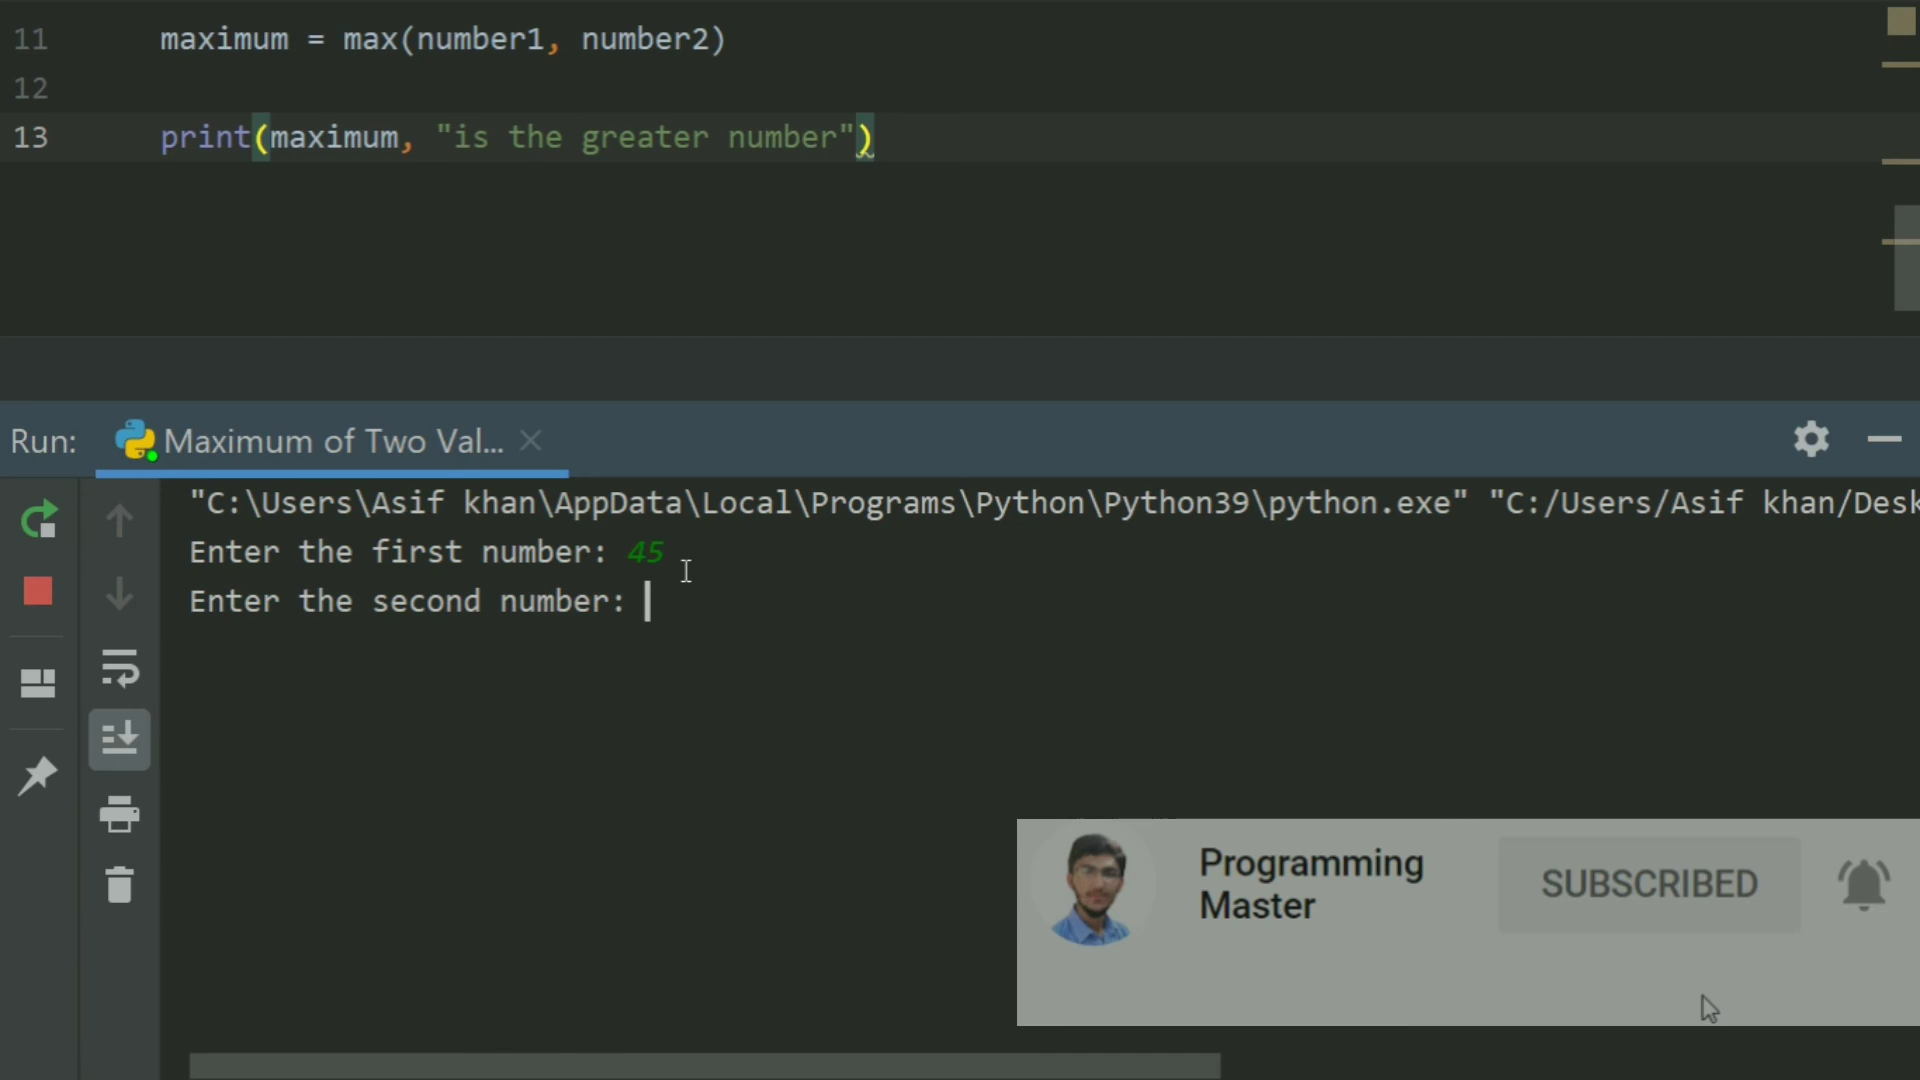 11 maximum = max(number1, number2)
12
13 print(maximum, "is the greater number")
Run: Maximum of Two Val...
"C:\Users\Asif khan\AppData\Local\Programs\Python\Python39\python.exe" "C:/Users/Asif khan/Desk
Enter the first number: 45
Enter the second number:
Programming
Master
SUBSCRIBED